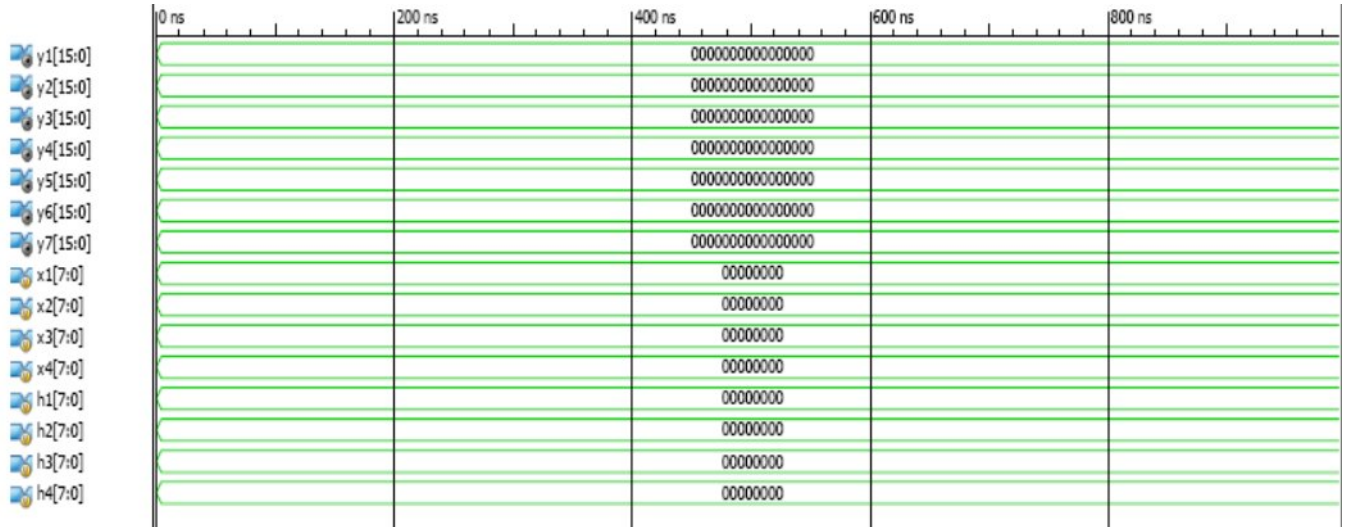 0 ns 200 ns 400 ns 600 ns 800 ns
y1[15:0] 0000000000000000
y2[15:0] 0000000000000000
y3[15:0] 0000000000000000
y4[15:0] 0000000000000000
y5[15:0] 0000000000000000
y6[15:0] 0000000000000000
y7[15:0] 0000000000000000
x1[7:0] 00000000
x2[7:0] 00000000
x3[7:0] 00000000
x4[7:0] 00000000
h1[7:0] 00000000
h2[7:0] 00000000
h3[7:0] 00000000
h4[7:0] 00000000